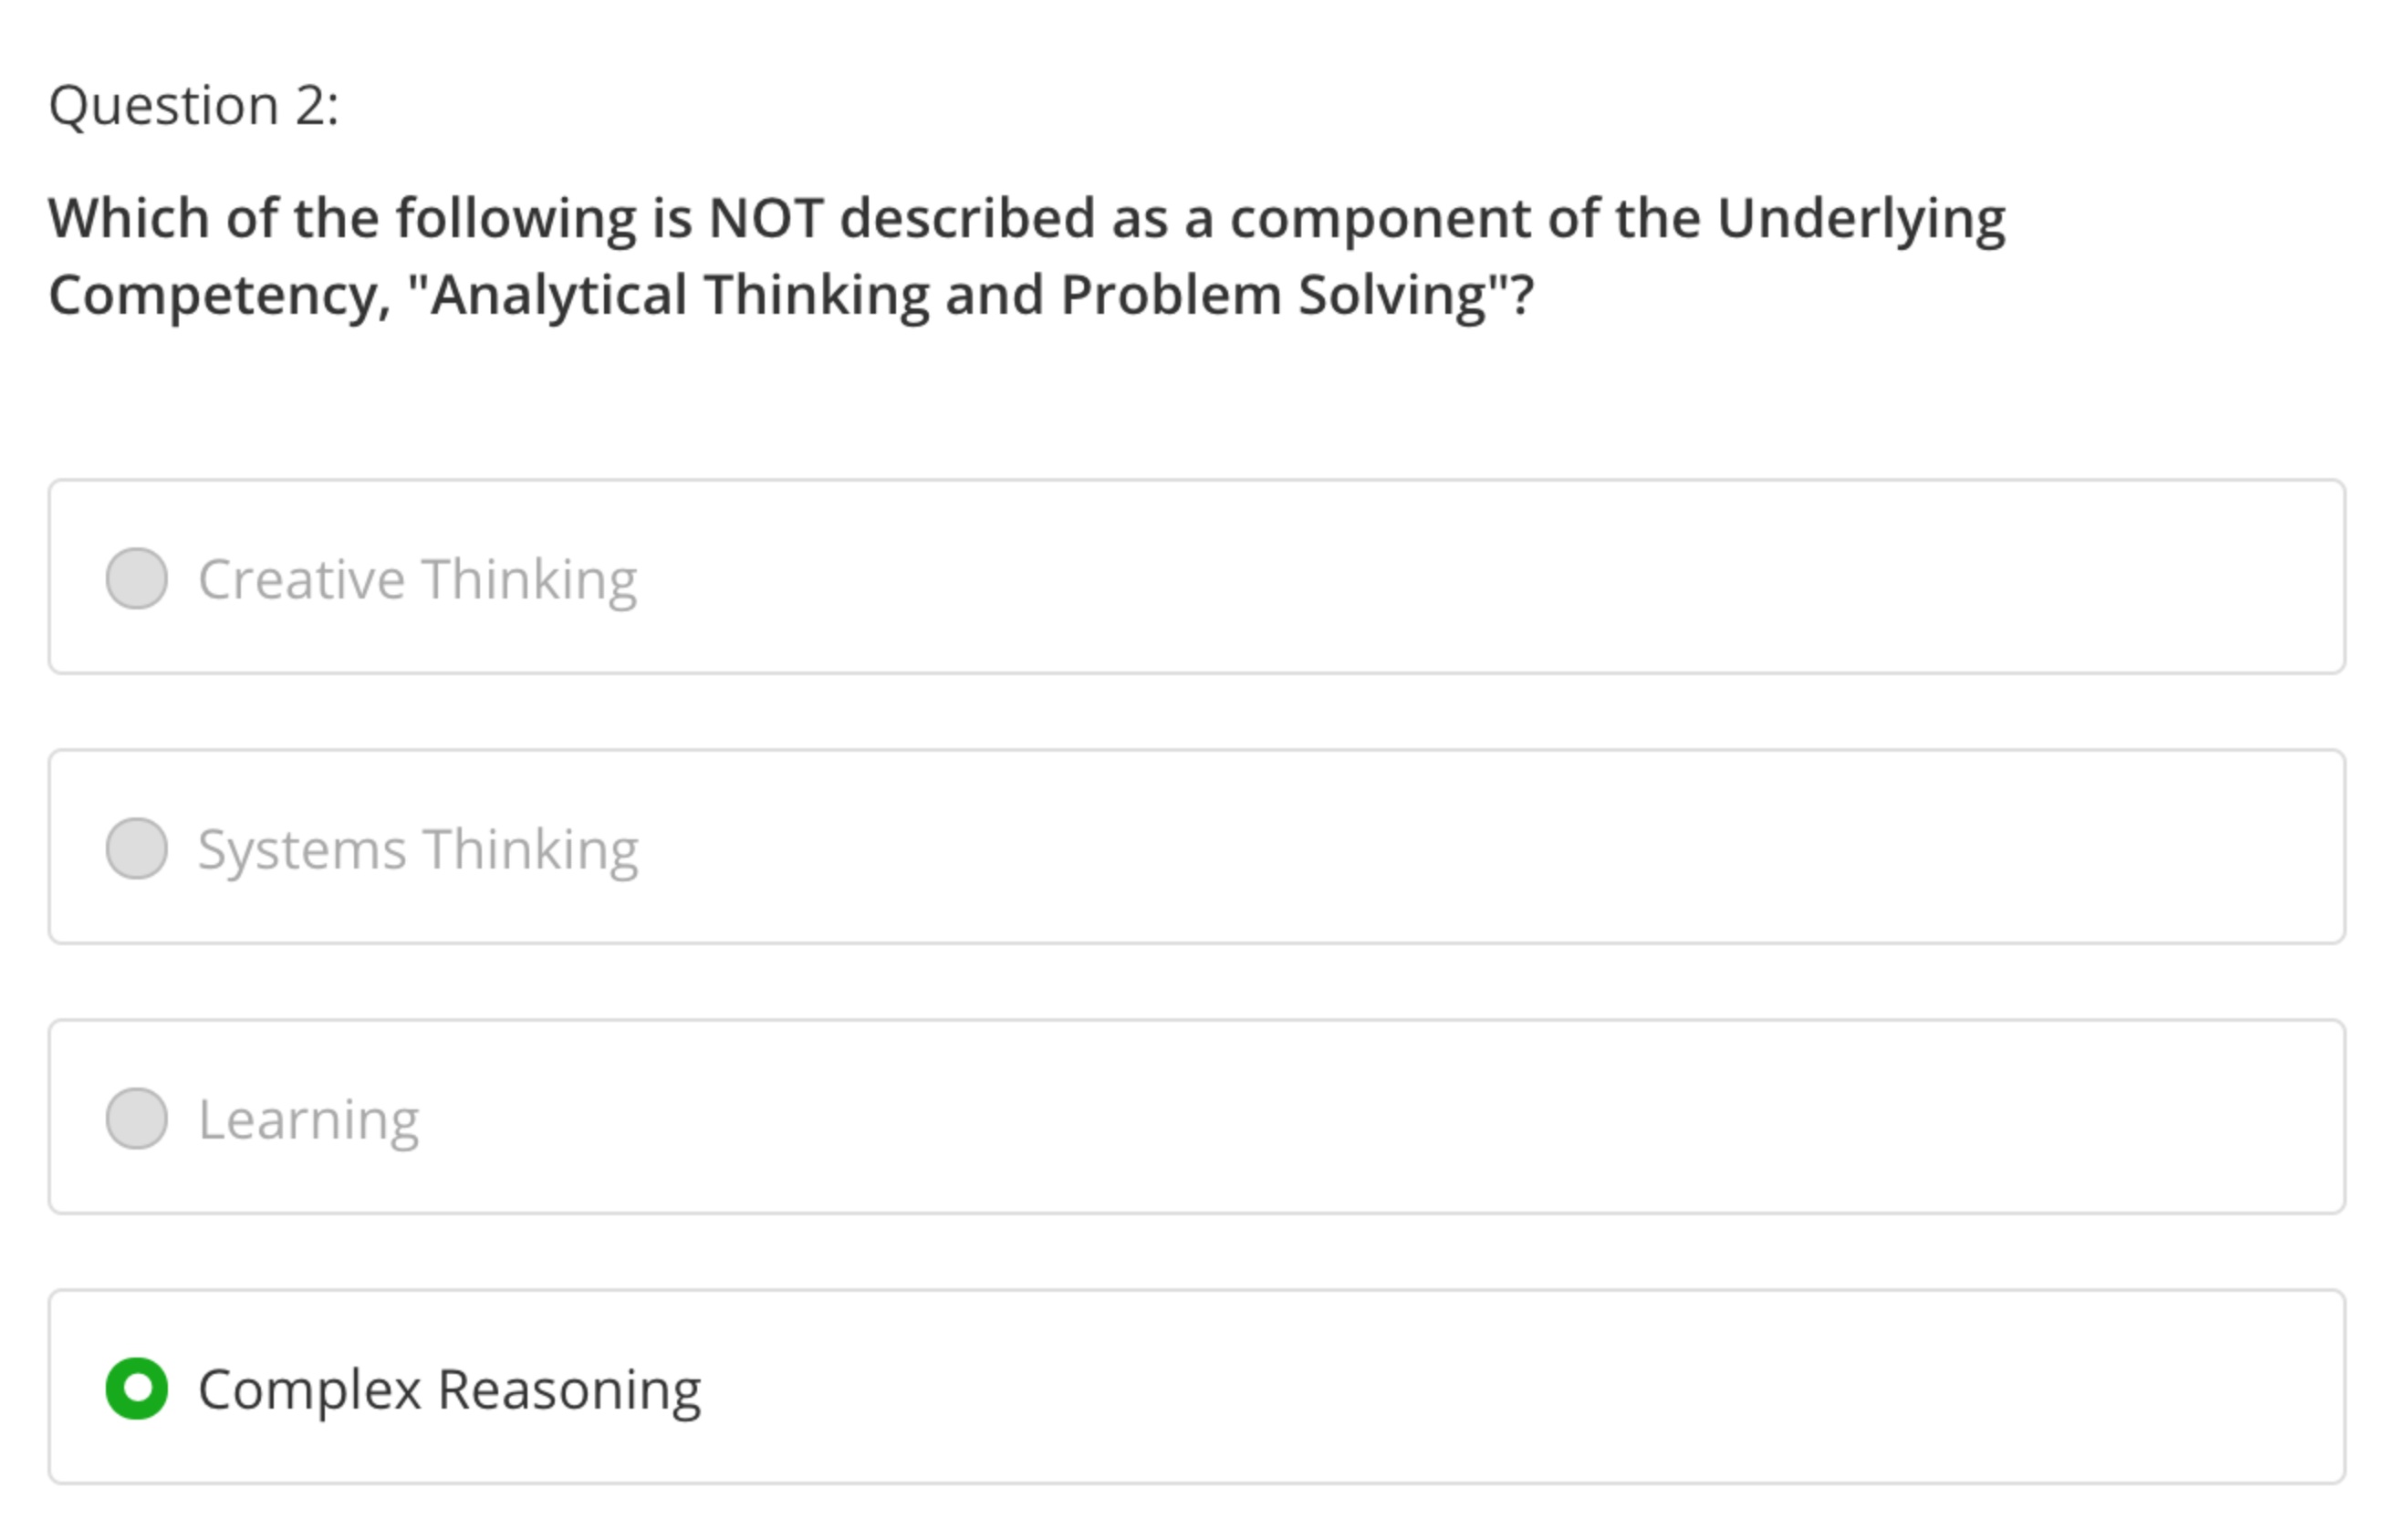 Question 2:
Which of the following is NOT described as a component of the Underlying
Competency, "Analytical Thinking and Problem Solving"?
Creative Thinking
Systems Thinking
Learning
Complex Reasoning